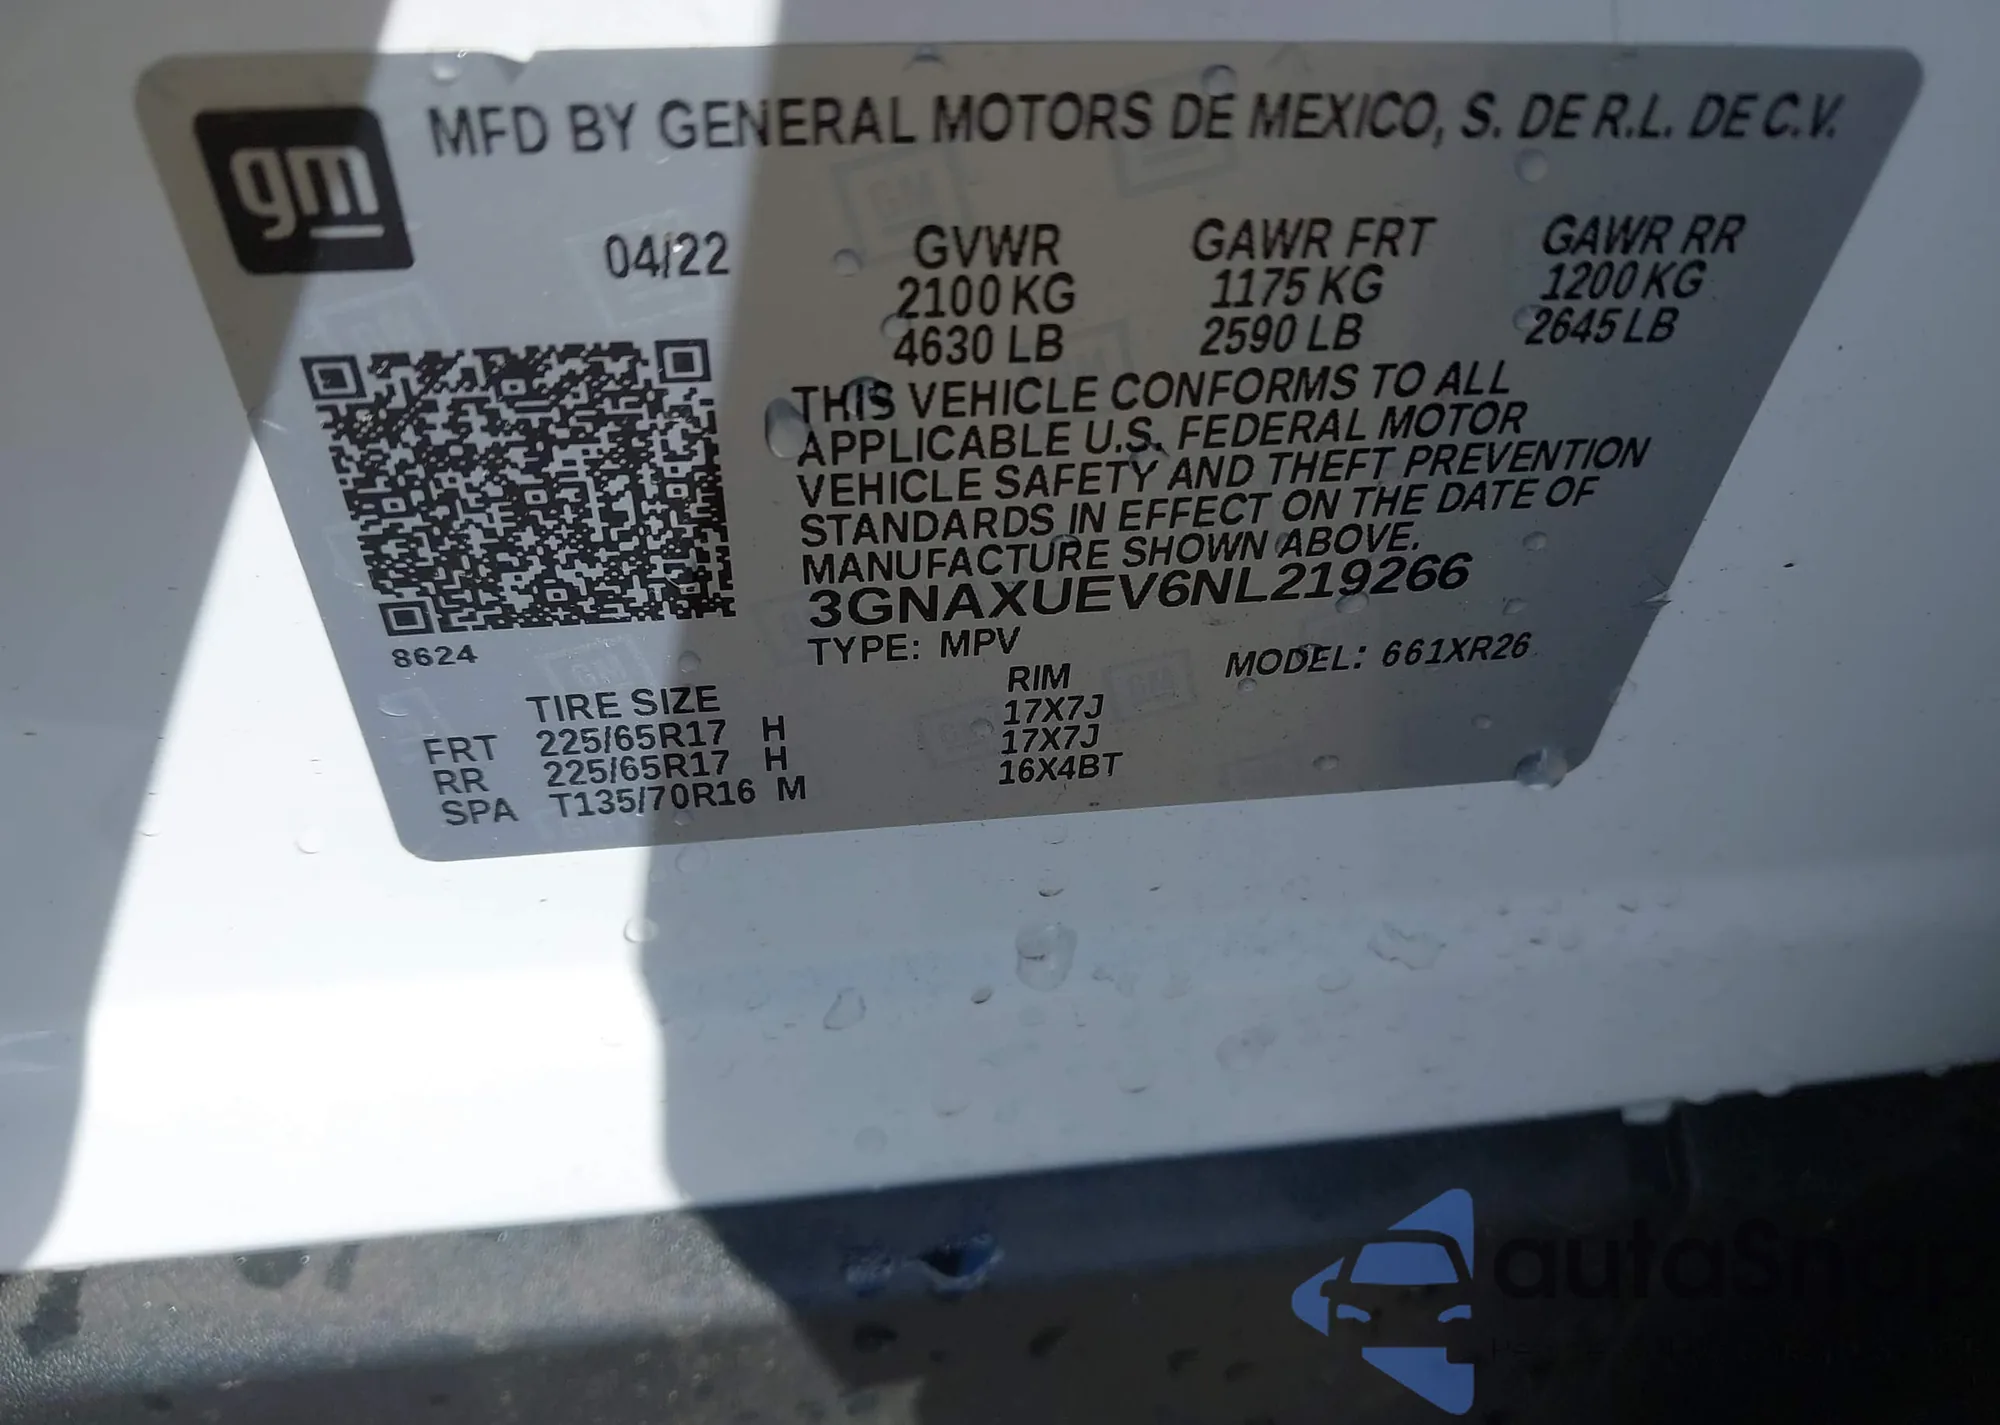 gm
MFD BY GENERAL MOTORS DE MEXICO, S. DE R.L. DE C.V.
04/22
GVWR GAWR FRT GAWR RR
2100 KG 1175 KG 1200 KG
4630 LB 2590 LB 2645 LB
THIS VEHICLE CONFORMS TO ALL
APPLICABLE U.S. FEDERAL MOTOR
VEHICLE SAFETY AND THEFT PREVENTION
STANDARDS IN EFFECT ON THE DATE OF
MANUFACTURE SHOWN ABOVE.
3GNAXUEV6NL219266
TYPE: MPV MODEL: 661XR26
8624
TIRE SIZE RIM
FRT 225/65R17 H 17X7J
RR 225/65R17 H 17X7J
SPA T135/70R16 M 16X4BT
autaSnap